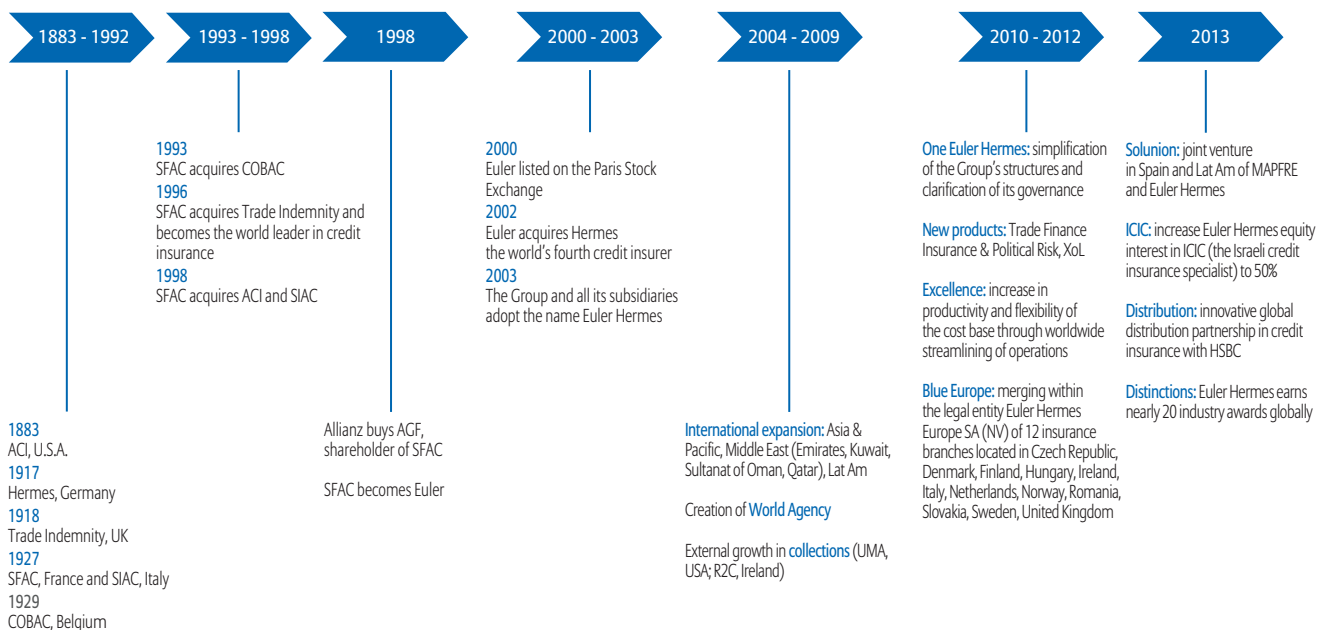 1883 - 1992
1993 - 1998
1998
2000 - 2003
2004 - 2009
2010 - 2012
2013
1883
ACI, U.S.A.
1917
Hermes, Germany
1918
Trade Indemnity, UK
1927
SFAC, France and SIAC, Italy
1929
COBAC, Belgium
1993
SFAC acquires COBAC
1996
SFAC acquires Trade Indemnity and
becomes the world leader in credit
insurance
1998
SFAC acquires ACI and SIAC
Allianz buys AGF,
shareholder of SFAC
SFAC becomes Euler
2000
Euler listed on the Paris Stock
Exchange
2002
Euler acquires Hermes
the world's fourth credit insurer
2003
The Group and all its subsidiaries
adopt the name Euler Hermes
International expansion: Asia &
Pacific, Middle East (Emirates, Kuwait,
Sultanat of Oman, Qatar), Lat Am
Creation of World Agency
External growth in collections (UMA,
USA; R2C, Ireland)
One Euler Hermes: simplification
of the Group's structures and
clarification of its governance
New products: Trade Finance
Insurance & Political Risk, XoL
Excellence: increase in
productivity and flexibility of
the cost base through worldwide
streamlining of operations
Blue Europe: merging within
the legal entity Euler Hermes
Europe SA (NV) of 12 insurance
branches located in Czech Republic,
Denmark, Finland, Hungary, Ireland,
Italy, Netherlands, Norway, Romania,
Slovakia, Sweden, United Kingdom
Solunion: joint venture
in Spain and Lat Am of MAPFRE
and Euler Hermes
ICIC: increase Euler Hermes equity
interest in ICIC (the Israeli credit
insurance specialist) to 50%
Distribution: innovative global
distribution partnership in credit
insurance with HSBC
Distinctions: Euler Hermes earns
nearly 20 industry awards globally